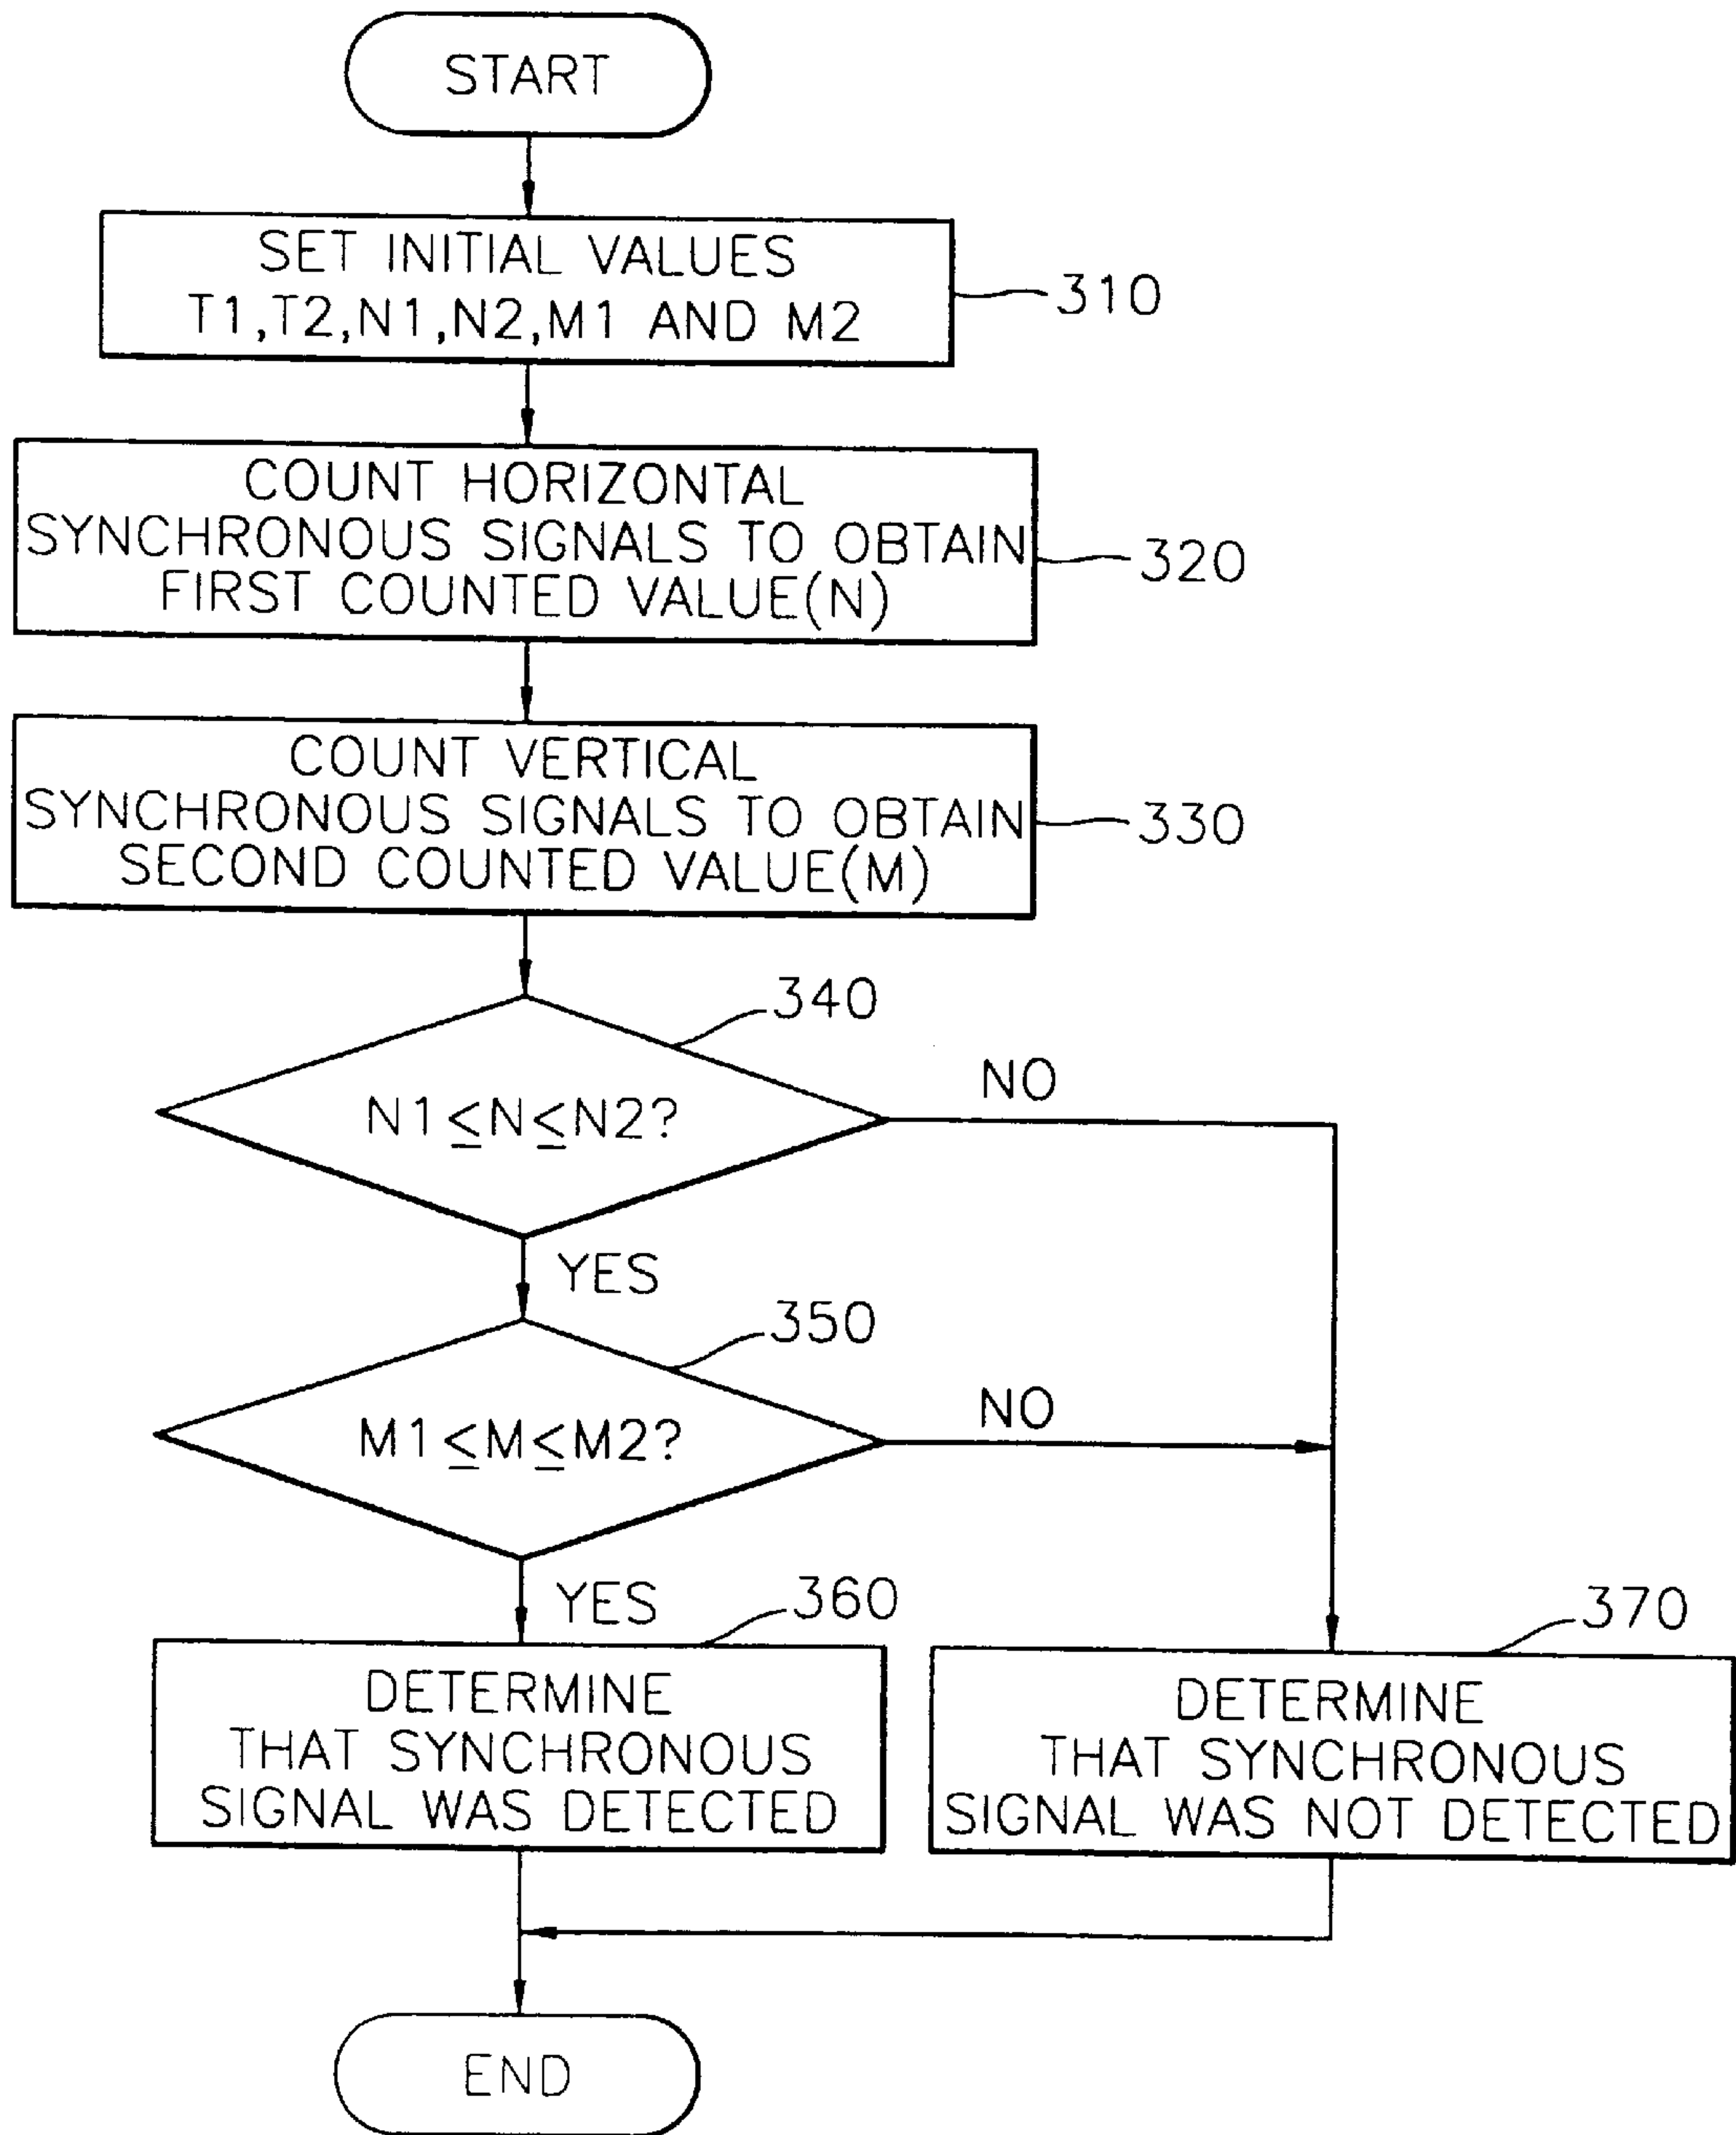 START
SET INITIAL VALUES
T1,T2,N1,N2,M1 AND M2
310
COUNT HORIZONTAL
SYNCHRONOUS SIGNALS TO OBTAIN
FIRST COUNTED VALUE(N)
320
COUNT VERTICAL
SYNCHRONOUS SIGNALS TO OBTAIN
SECOND COUNTED VALUE(M)
330
340
N1≤N≤N2?
NO
YES
350
M1≤M≤M2?
NO
YES
360
DETERMINE
THAT SYNCHRONOUS
SIGNAL WAS DETECTED
370
DETERMINE
THAT SYNCHRONOUS
SIGNAL WAS NOT DETECTED
END